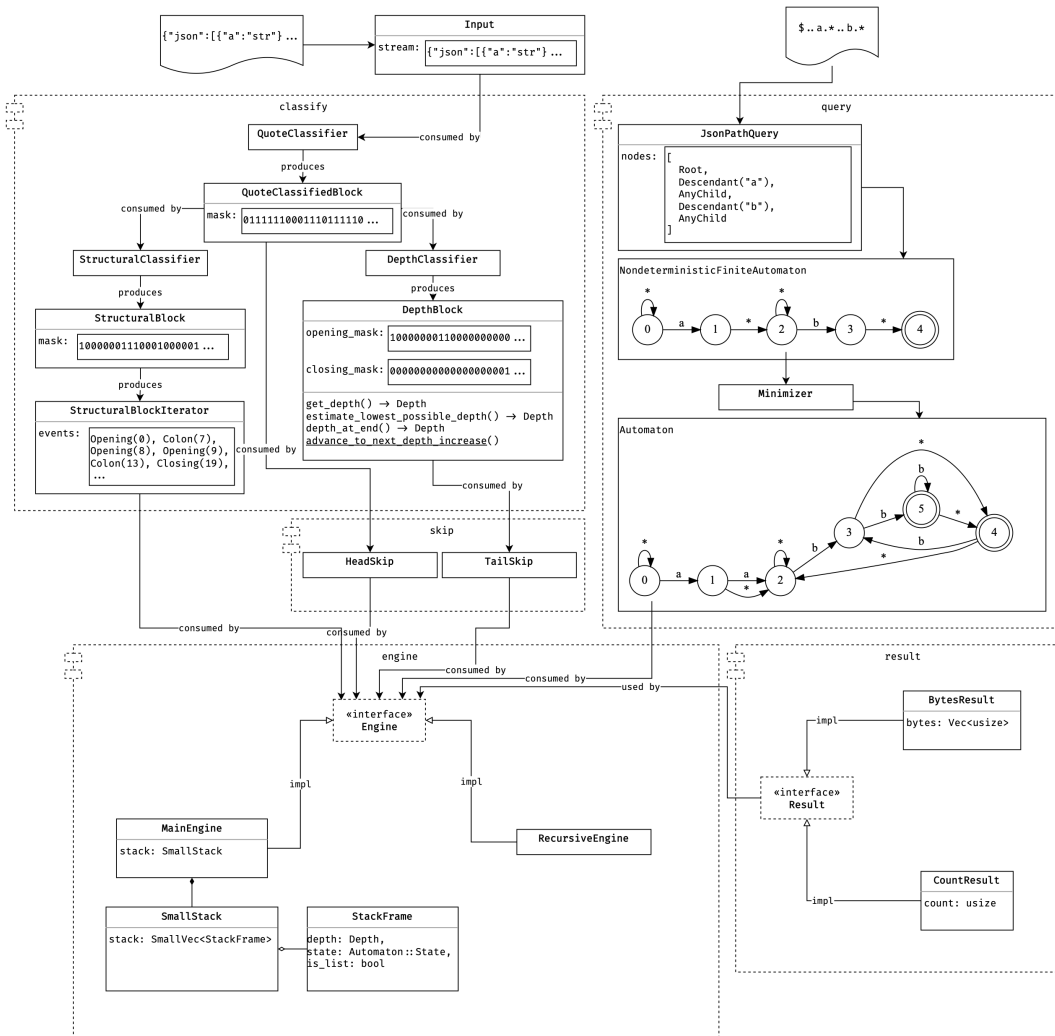 {"json":[{"a":"str"} ...
Input
stream:
{"json":[{"a":"str"} ...
$..a.*..b.*
classify
QuoteClassifier
consumed by
produces
QuoteClassifiedBlock
mask:
01111110001110111110 ...
consumed by
consumed by
StructuralClassifier
DepthClassifier
produces
produces
StructuralBlock
mask:
10000001110001000001 ...
DepthBlock
opening_mask:
10000000110000000000 ...
closing_mask:
00000000000000000001 ...
get_depth() → Depth
estimate_lowest_possible_depth() → Depth
depth_at_end() → Depth
advance_to_next_depth_increase()
produces
StructuralBlockIterator
events:
Opening(0), Colon(7),
Opening(8), Opening(9),
Colon(13), Closing(19),
...
consumed by
consumed by
skip
HeadSkip
TailSkip
query
JsonPathQuery
nodes:
[
Root,
Descendant("a"),
AnyChild,
Descendant("b"),
AnyChild
]
NondeterministicFiniteAutomaton
* *
0 a 1 * 2 b 3 * 4
Minimizer
Automaton
*
b
5
b *
3 4
b
*
* *
0 a 1 a 2 b
*
consumed by
consumed by
consumed by
consumed by
used by
engine
«interface»
Engine
impl
impl
MainEngine
stack: SmallStack
RecursiveEngine
SmallStack
stack: SmallVec<StackFrame>
StackFrame
depth: Depth,
state: Automaton::State,
is_list: bool
result
BytesResult
bytes: Vec<usize>
impl
«interface»
Result
CountResult
count: usize
impl